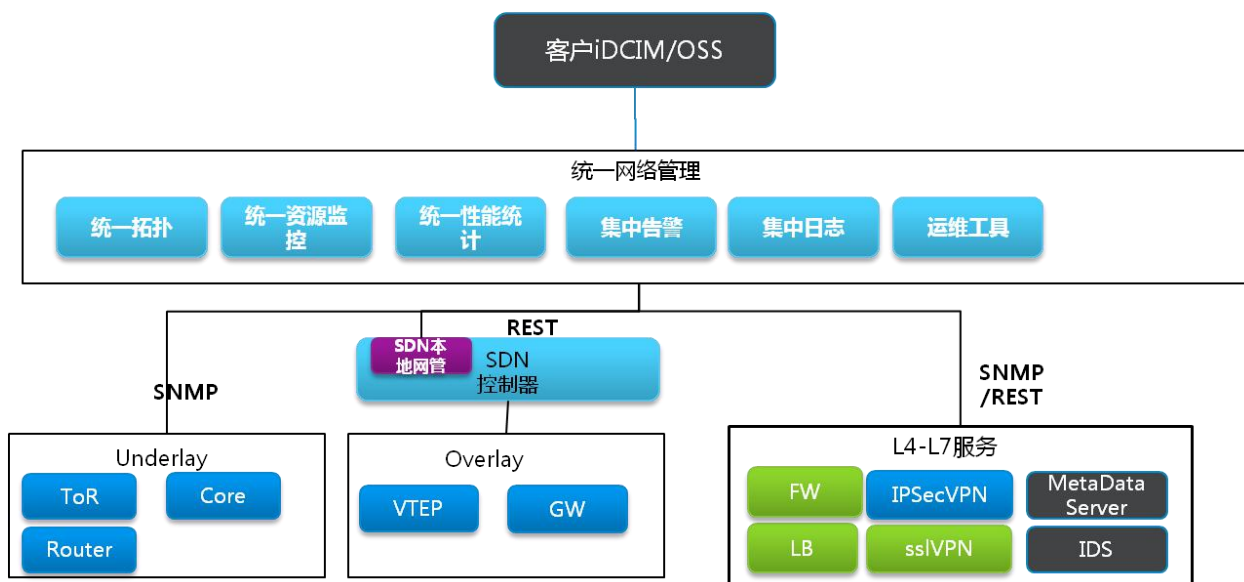 客户iDCIM/OSS
统一网络管理
统一拓扑
统一资源监
控
统一性能统
计
集中告警
集中日志
运维工具
REST
SDN本
地网管
SDN
控制器
SNMP
SNMP
/REST
Underlay
ToR
Core
Router
Overlay
VTEP
GW
L4-L7服务
FW
IPSecVPN
MetaData
Server
LB
sslVPN
IDS